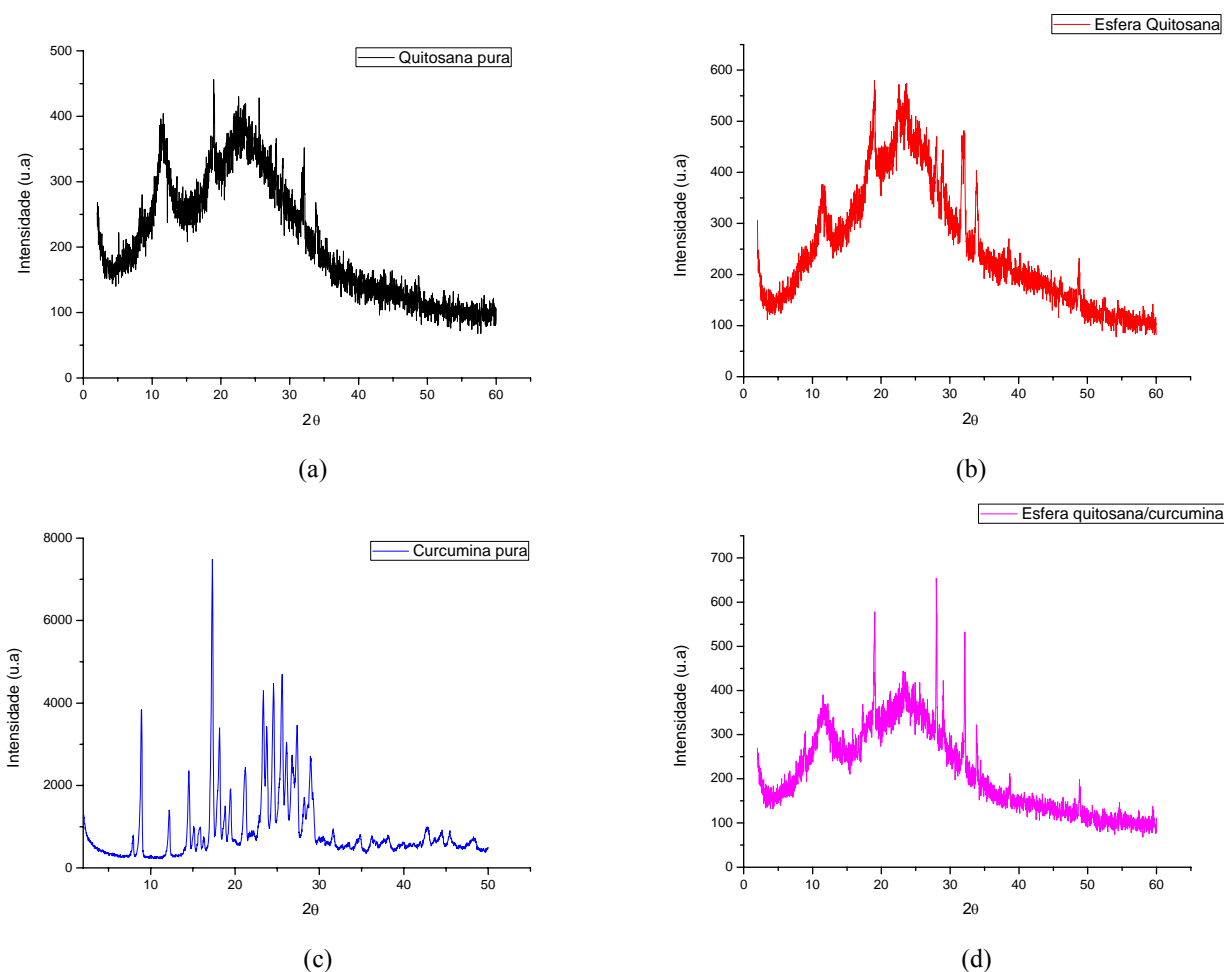 Quitosana pura
500
400
300
200
100
0
Intensidade (u.a)
0 10 20 30 40 50 60
2θ
(a)
Esfera Quitosana
600
500
400
300
200
100
0
Intensidade (u.a)
0 10 20 30 40 50 60
2θ
(b)
Curcumina pura
8000
6000
4000
2000
0
Intensidade (u.a)
10 20 30 40 50
2θ
(c)
Esfera quitosana/curcumina
700
600
500
400
300
200
100
0
Intensidade (u.a)
0 10 20 30 40 50 60
2θ
(d)